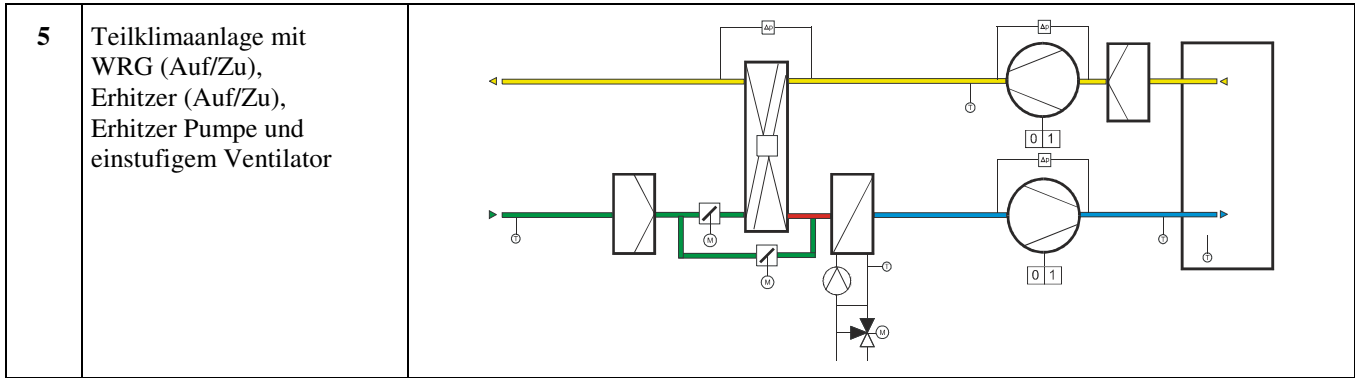 5
Teilklimaanlage mit
WRG (Auf/Zu),
Erhitzer (Auf/Zu),
Erhitzer Pumpe und
einstufigem Ventilator
Δp
Δp
T
0 1
Δp
T
M
M
T
T
T
0 1
M